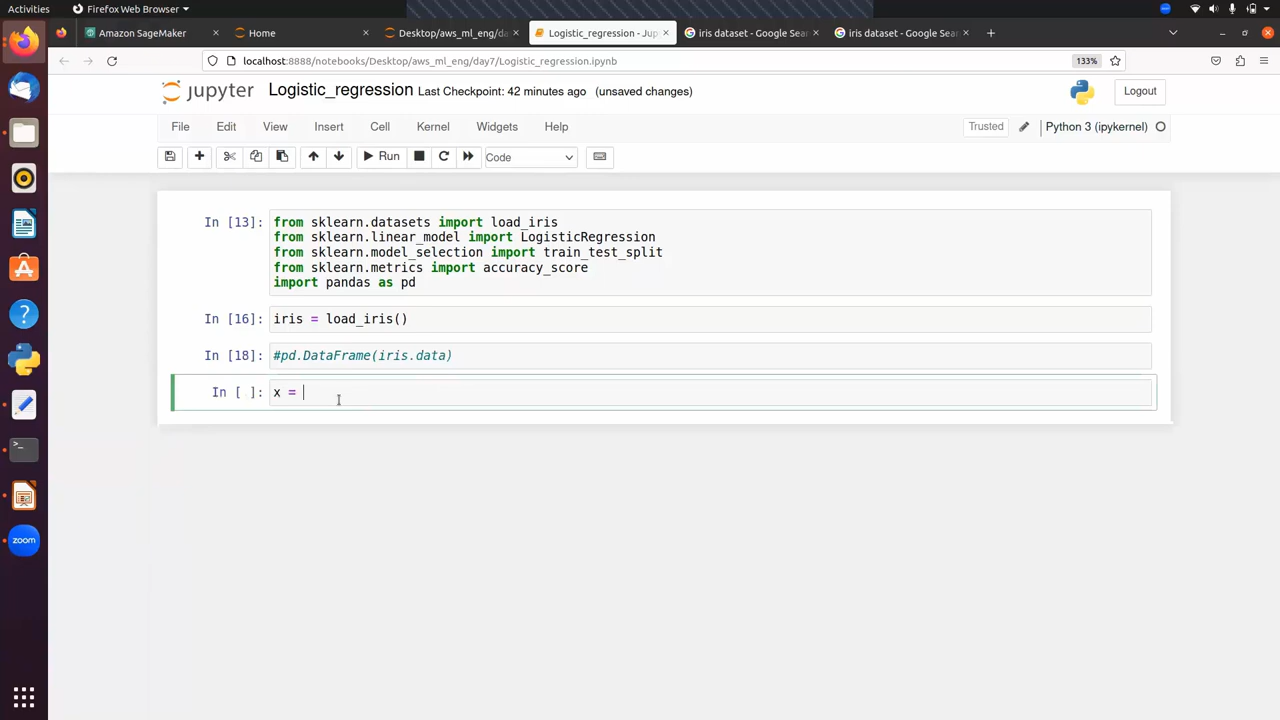 Activities
Firefox Web Browser
Amazon SageMaker
Home
Desktop/aws_ml_eng/da
Logistic_regression - Jup
iris dataset - Google Sear
iris dataset - Google Sear
localhost:8888/notebooks/Desktop/aws_ml_eng/day7/Logistic_regression.ipynb
133%
jupyter Logistic_regression Last Checkpoint: 42 minutes ago (unsaved changes)
Logout
File Edit View Insert Cell Kernel Widgets Help
Trusted
Python 3 (ipykernel)
Run
Code
In [13]: from sklearn.datasets import load_iris
from sklearn.linear_model import LogisticRegression
from sklearn.model_selection import train_test_split
from sklearn.metrics import accuracy_score
import pandas as pd
In [16]: iris = load_iris()
In [18]: #pd.DataFrame(iris.data)
In [ ]: x =
zoom